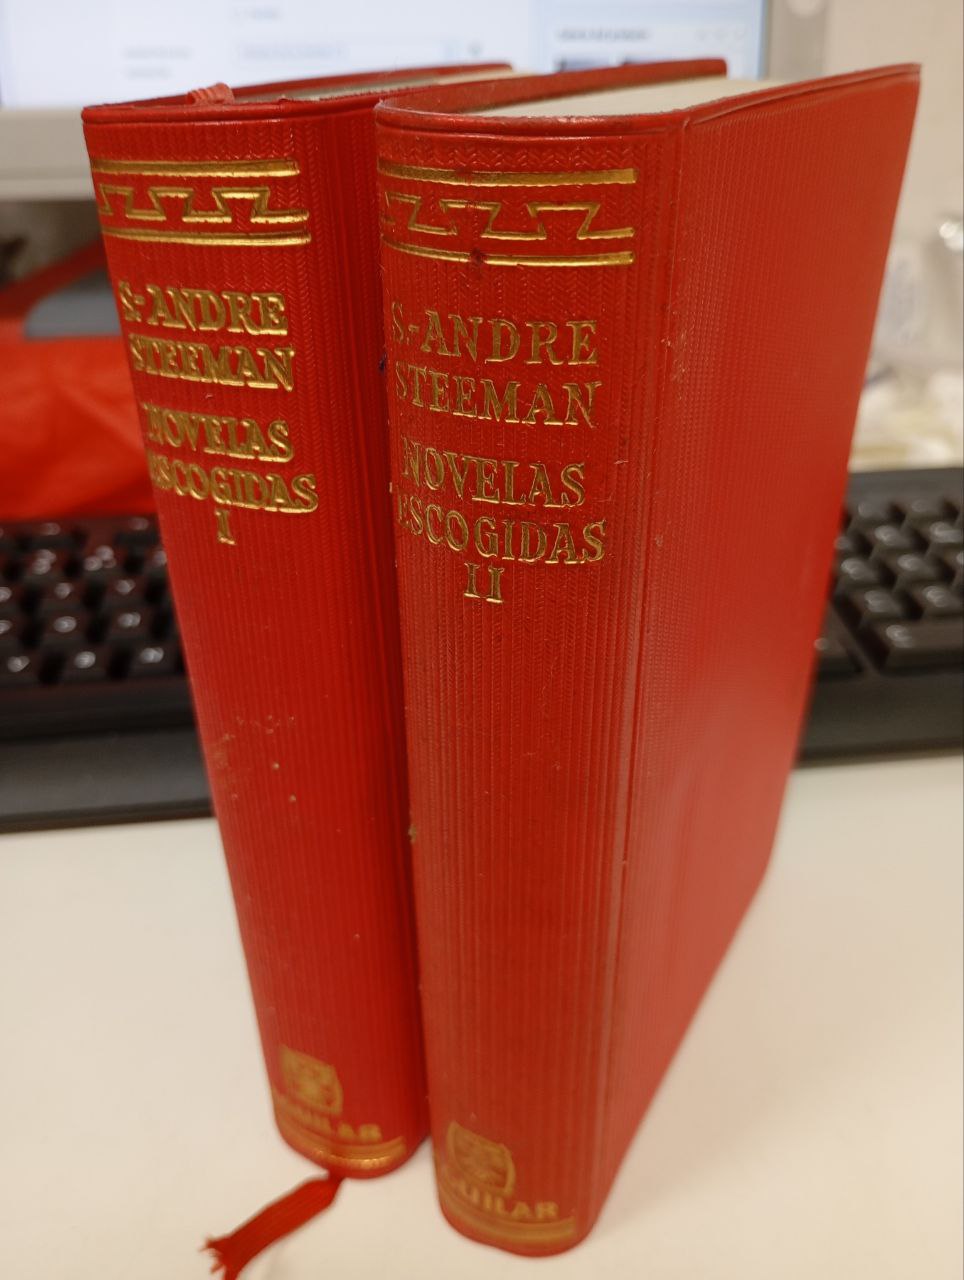 S.-ANDRE
STEEMAN
NOVELAS
ESCOGIDAS
I
AGUILAR
S.-ANDRE
STEEMAN
NOVELAS
ESCOGIDAS
II
AGUILAR